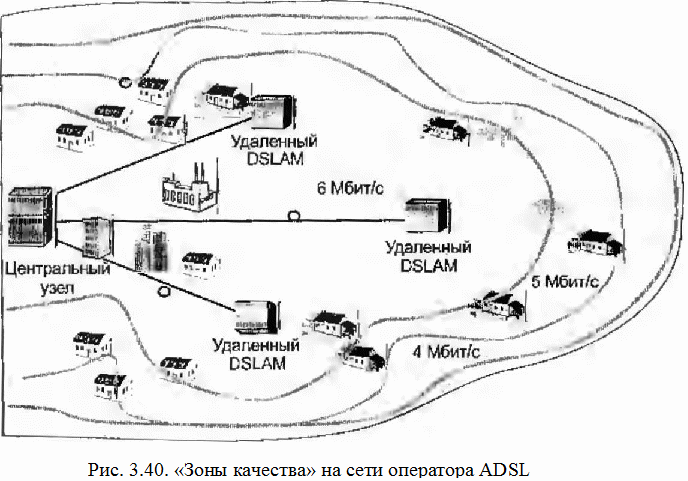 Удаленный
DSLAM
6 Мбит/с
Удаленный
DSLAM
Центральный
узел
5 Мбит/с
Удаленный
DSLAM
4 Мбит/с
Рис. 3.40. «Зоны качества» на сети оператора ADSL